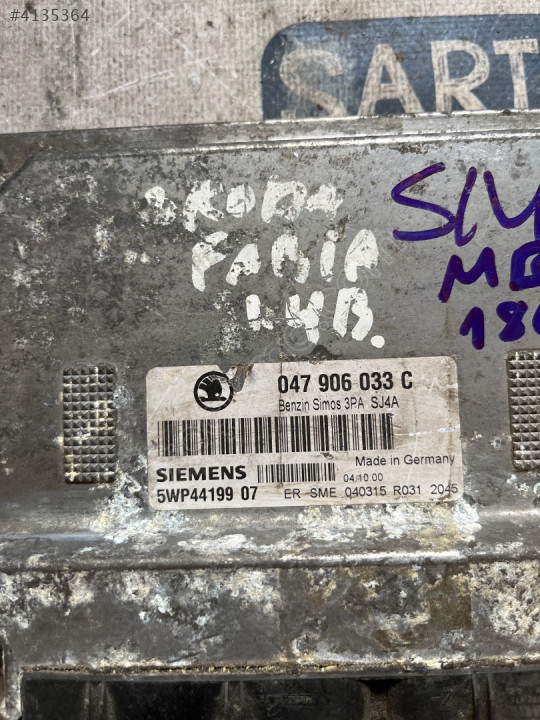 #4135364
SART
SKODA
FABIA
1.4B.
047 906 033 C
Benzin Simos 3PA SJ4A
Made in Germany
SIEMENS
04.10.00
5WP44199 07
ER SME 040315 R031 2045